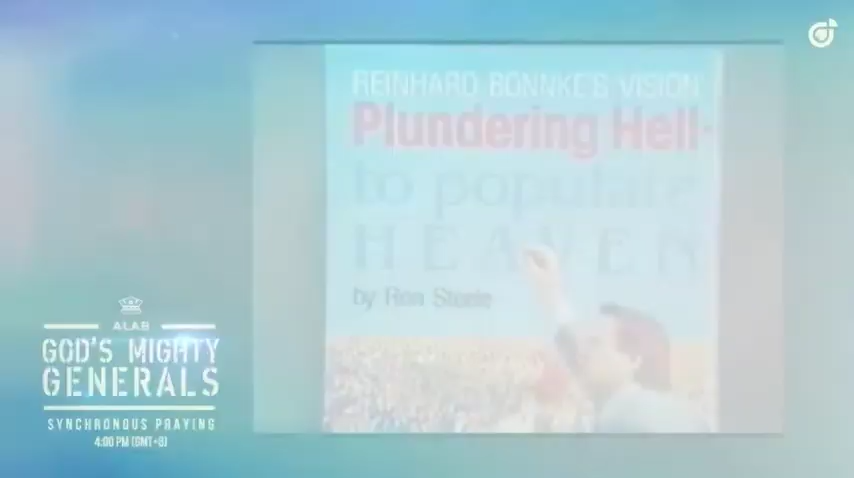 REINHARD BONNKE'S VISION
Plundering Hell-
to populate
HEAVEN
by Ron Steele
ALAB
GOD'S MIGHTY
GENERALS
SYNCHRONOUS PRAYING
4:00 PM (GMT+8)